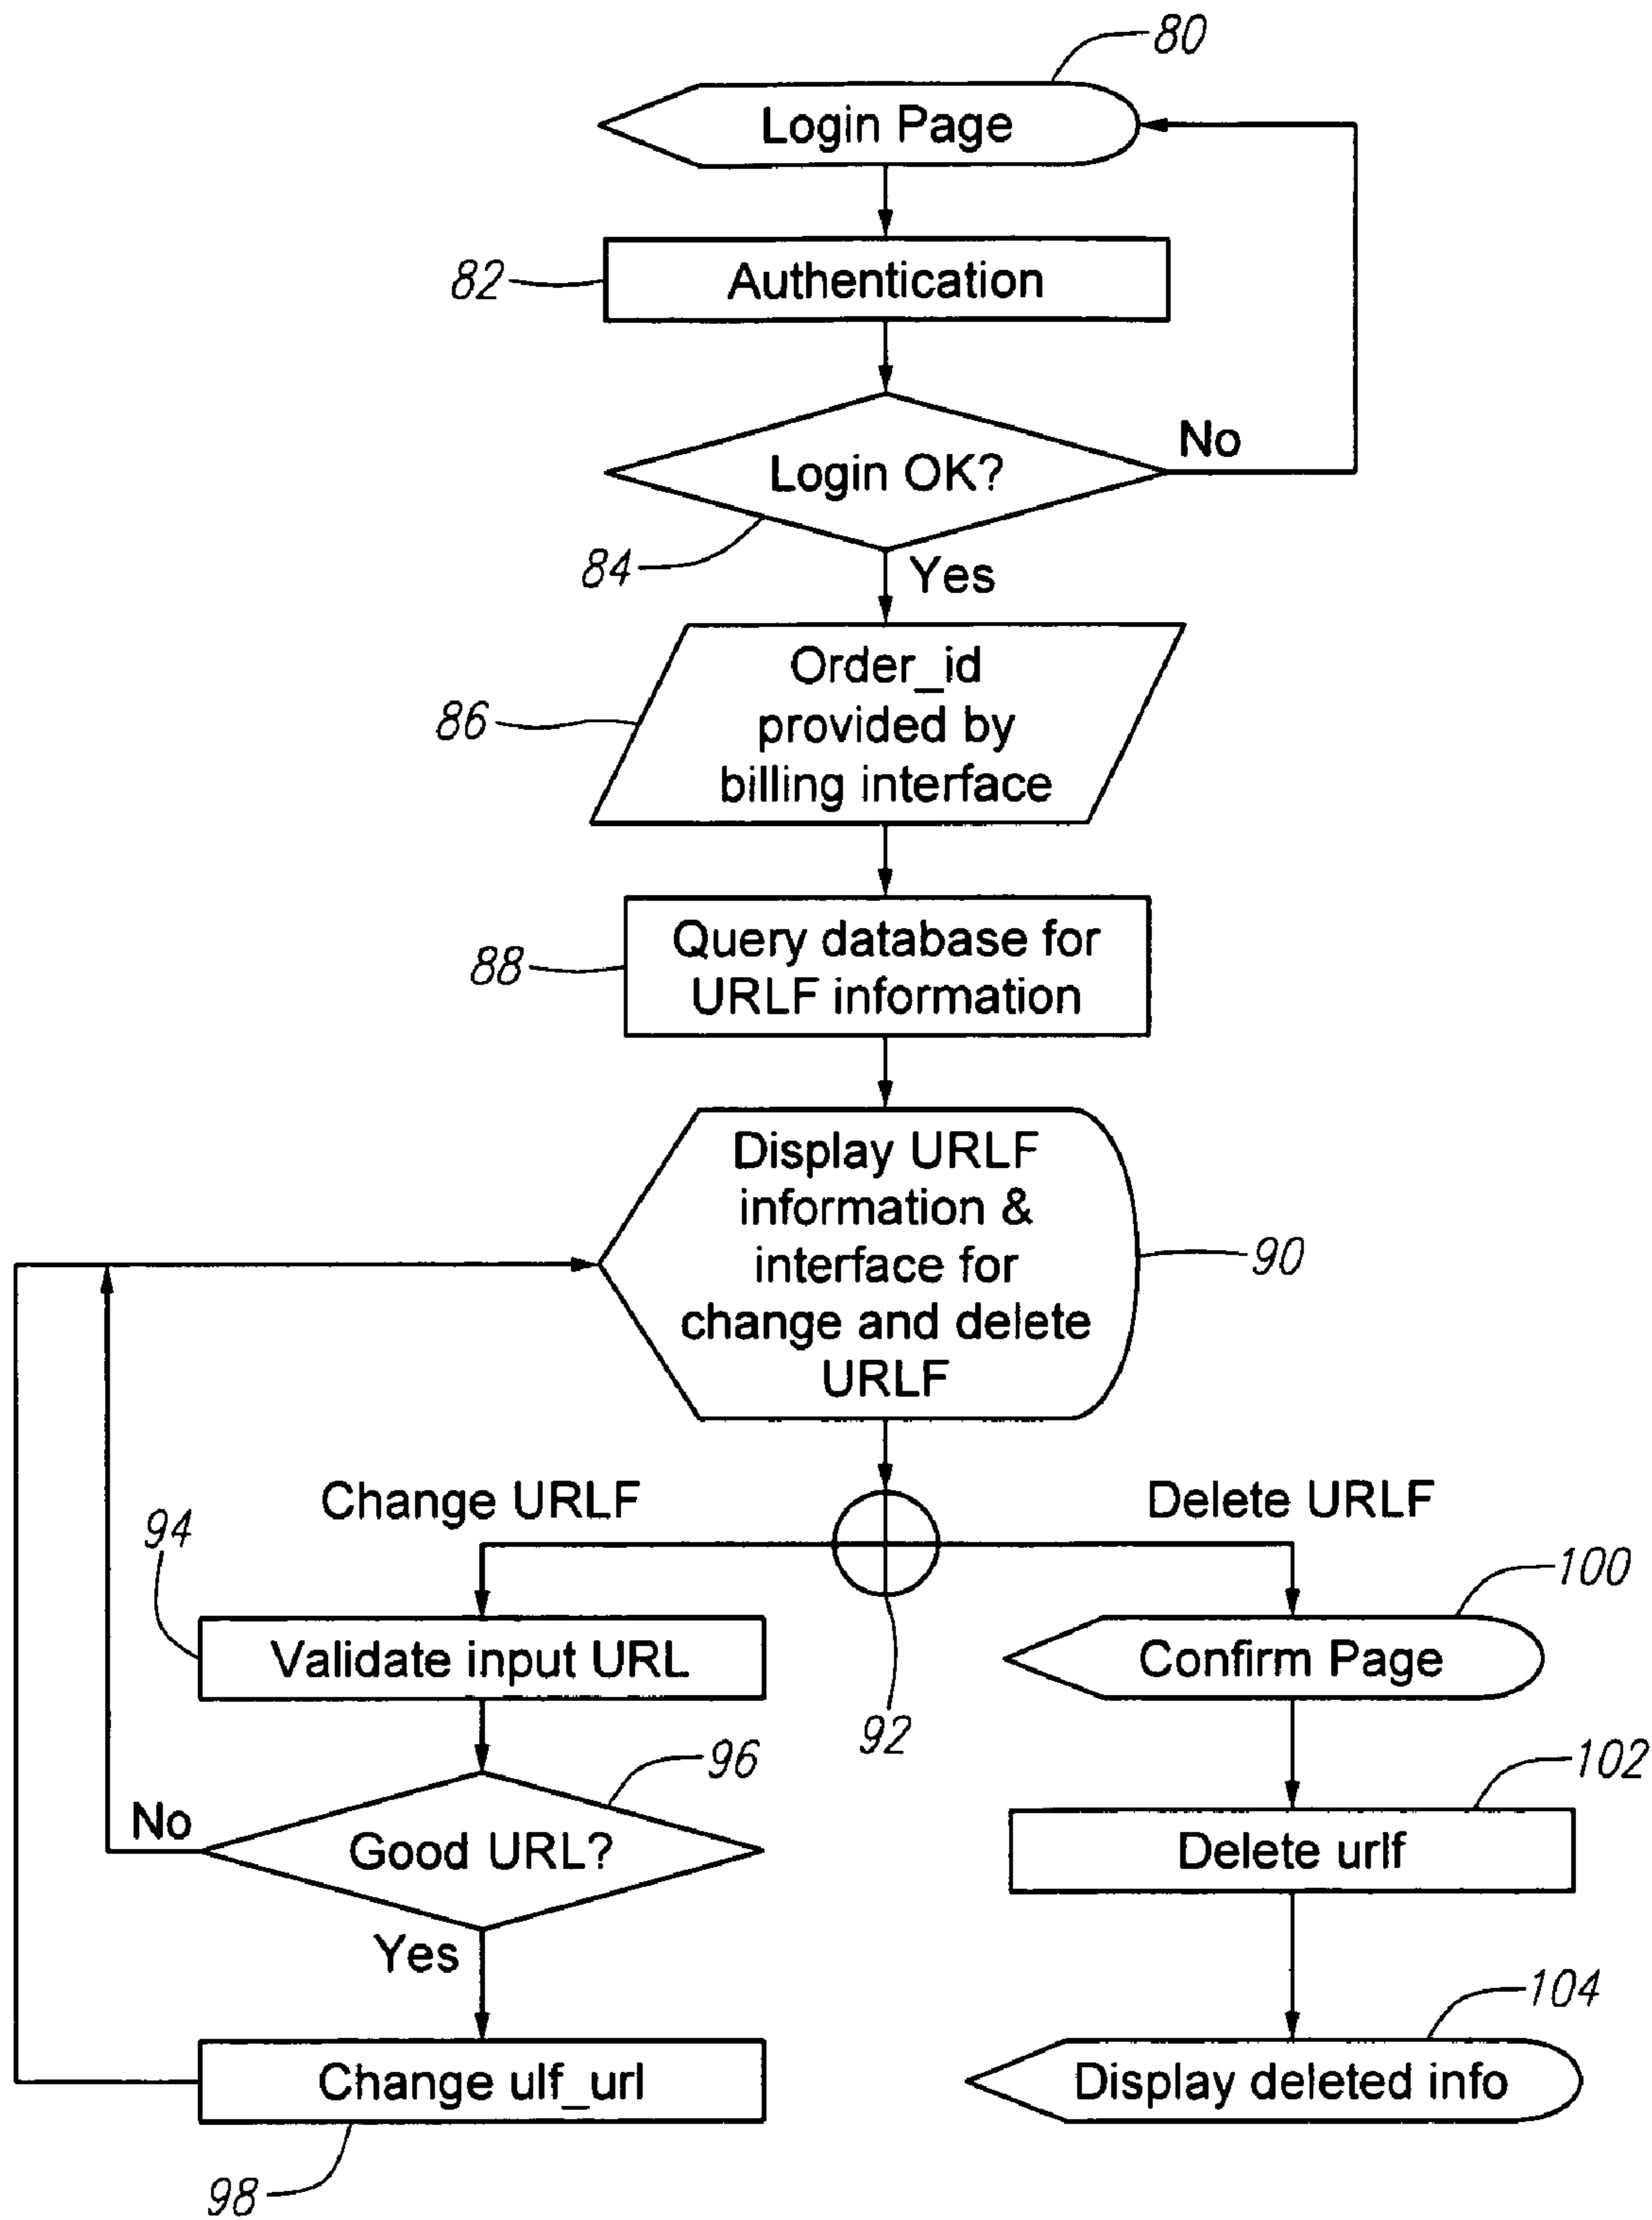 80
Login Page
82
Authentication
Login OK?
No
84
Yes
Order_id
provided by
billing interface
86
Query database for
URLF information
88
Display URLF
information &
interface for
change and delete
URLF
90
Change URLF
Delete URLF
94
100
Validate input URL
Confirm Page
92
96
102
No
Good URL?
Delete urlf
Yes
104
Change ulf_url
Display deleted info
98